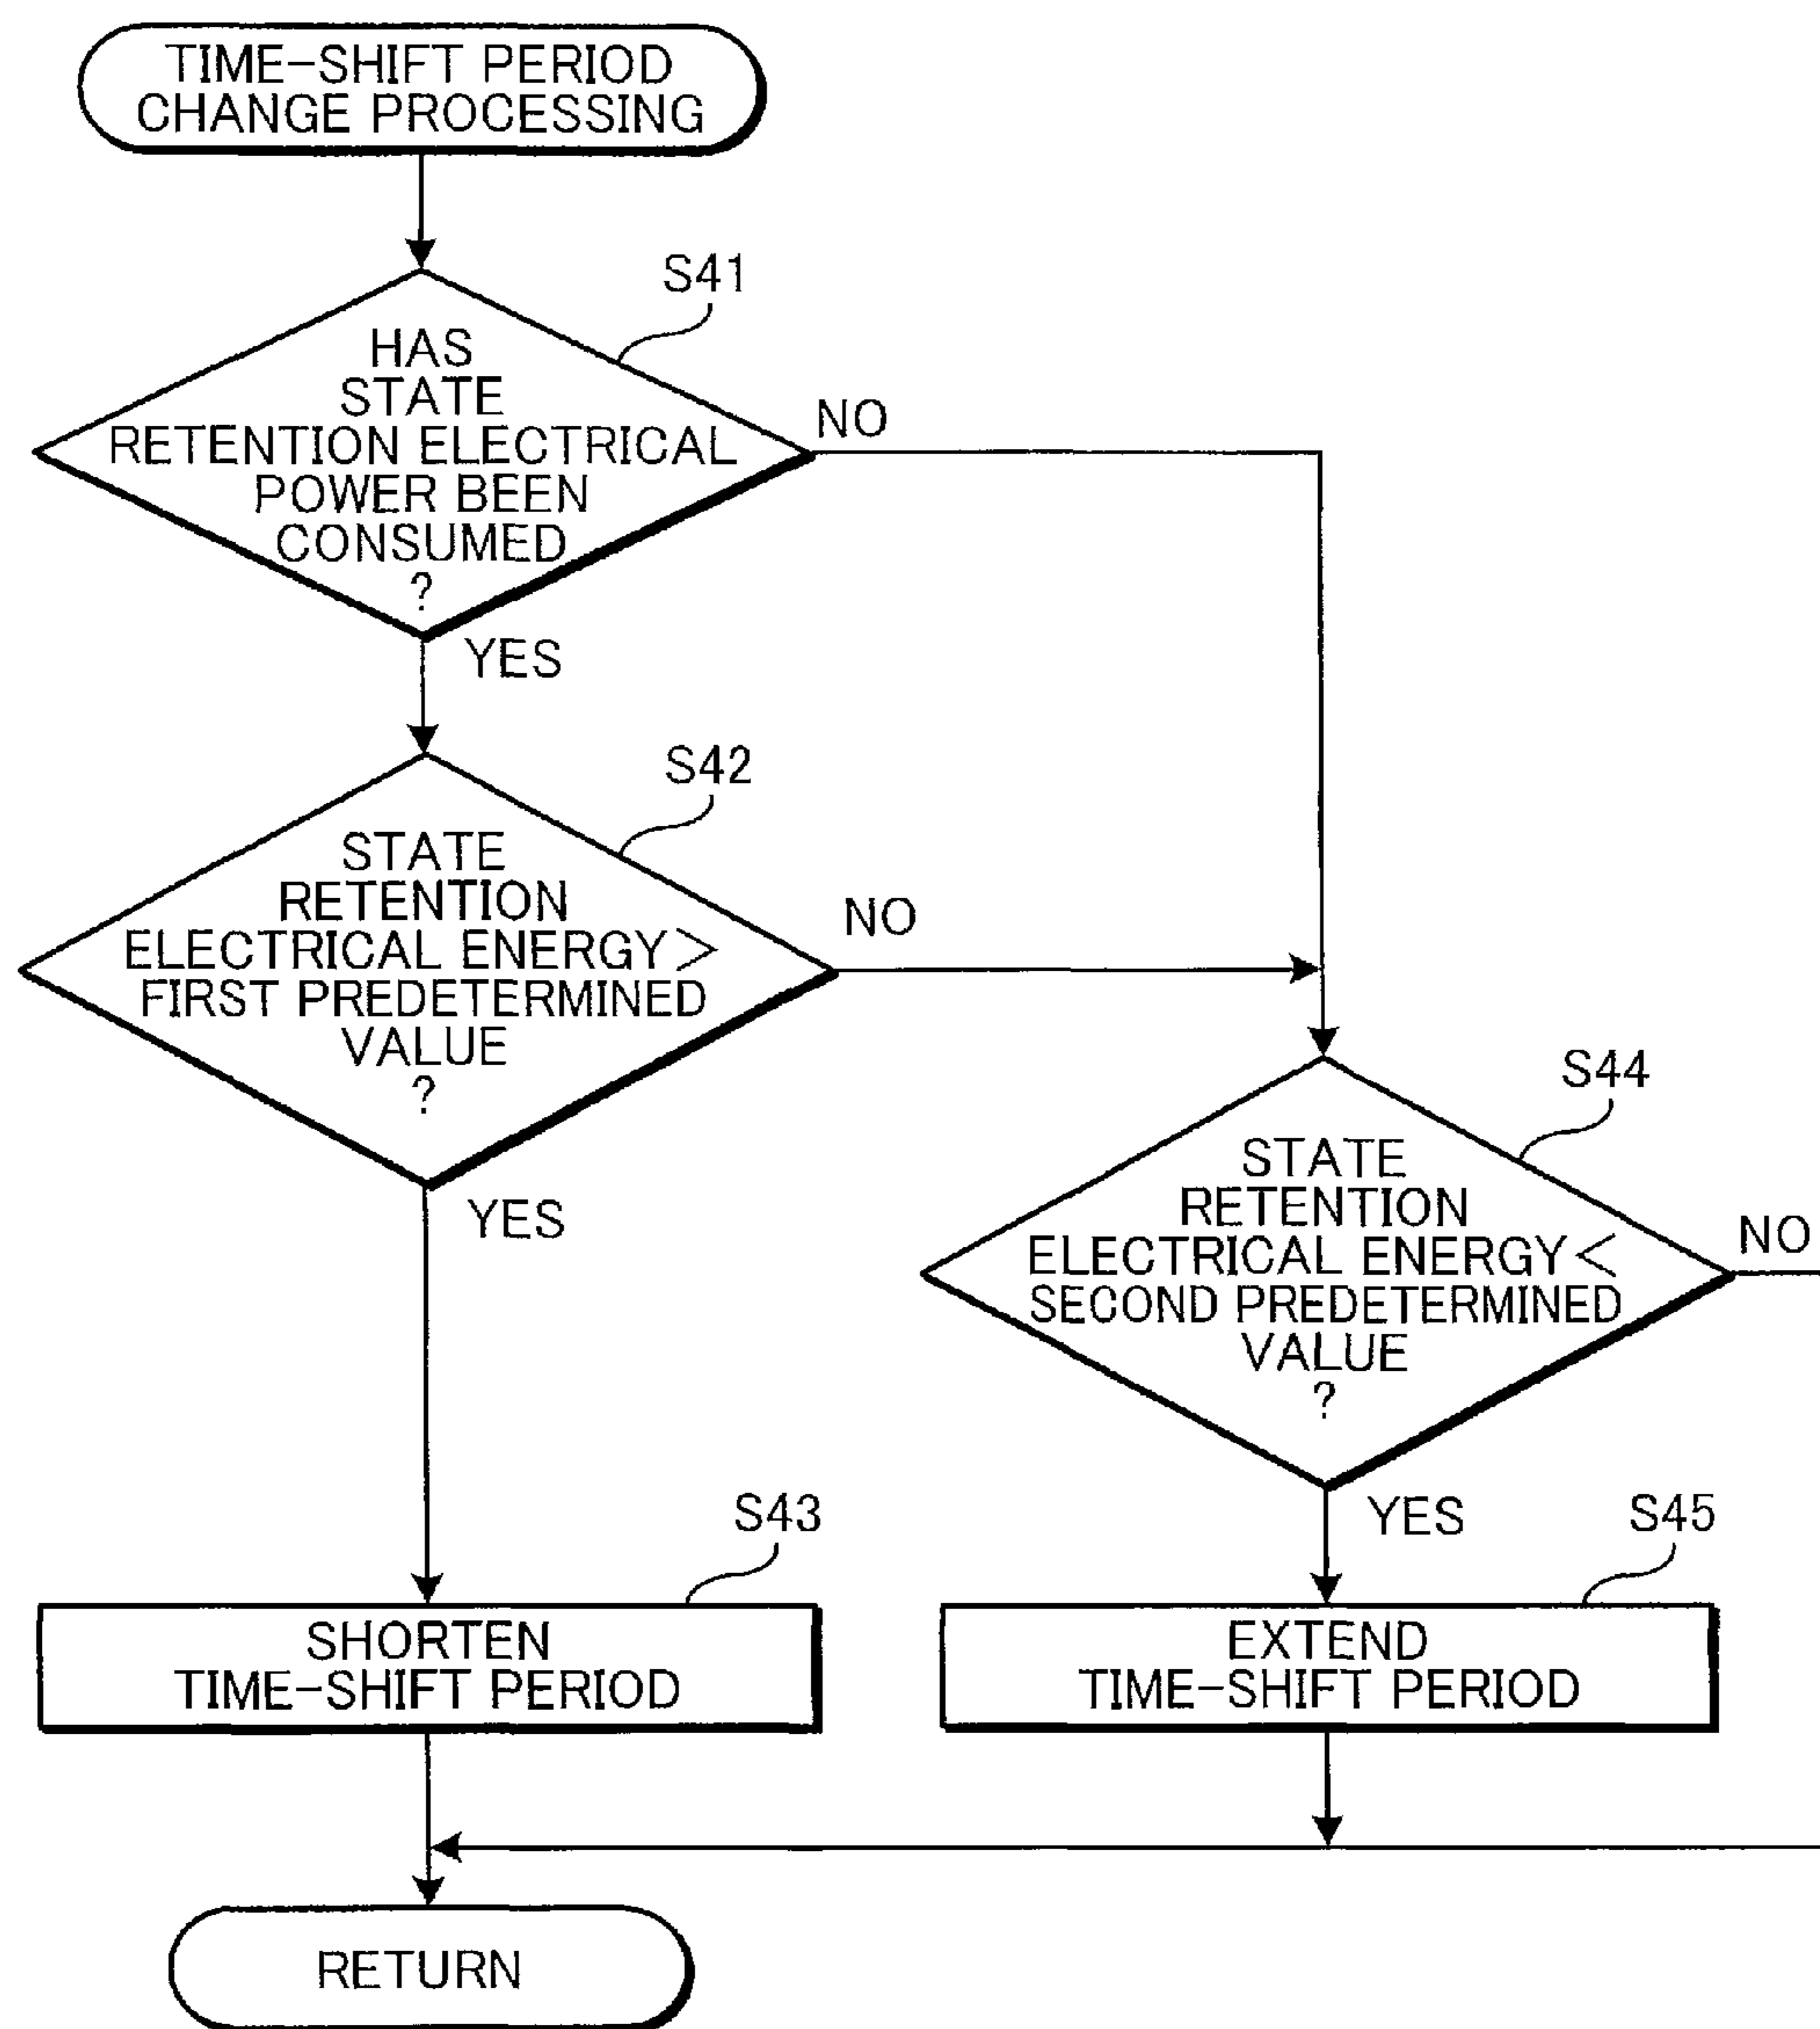 TIME-SHIFT PERIOD
CHANGE PROCESSING
S41
HAS
STATE
RETENTION ELECTRICAL
POWER BEEN
CONSUMED
?
NO
YES
S42
STATE
RETENTION
ELECTRICAL ENERGY>
FIRST PREDETERMINED
VALUE
?
NO
YES
S44
STATE
RETENTION
ELECTRICAL ENERGY<
SECOND PREDETERMINED
VALUE
?
NO
YES
S43
SHORTEN
TIME-SHIFT PERIOD
S45
EXTEND
TIME-SHIFT PERIOD
RETURN